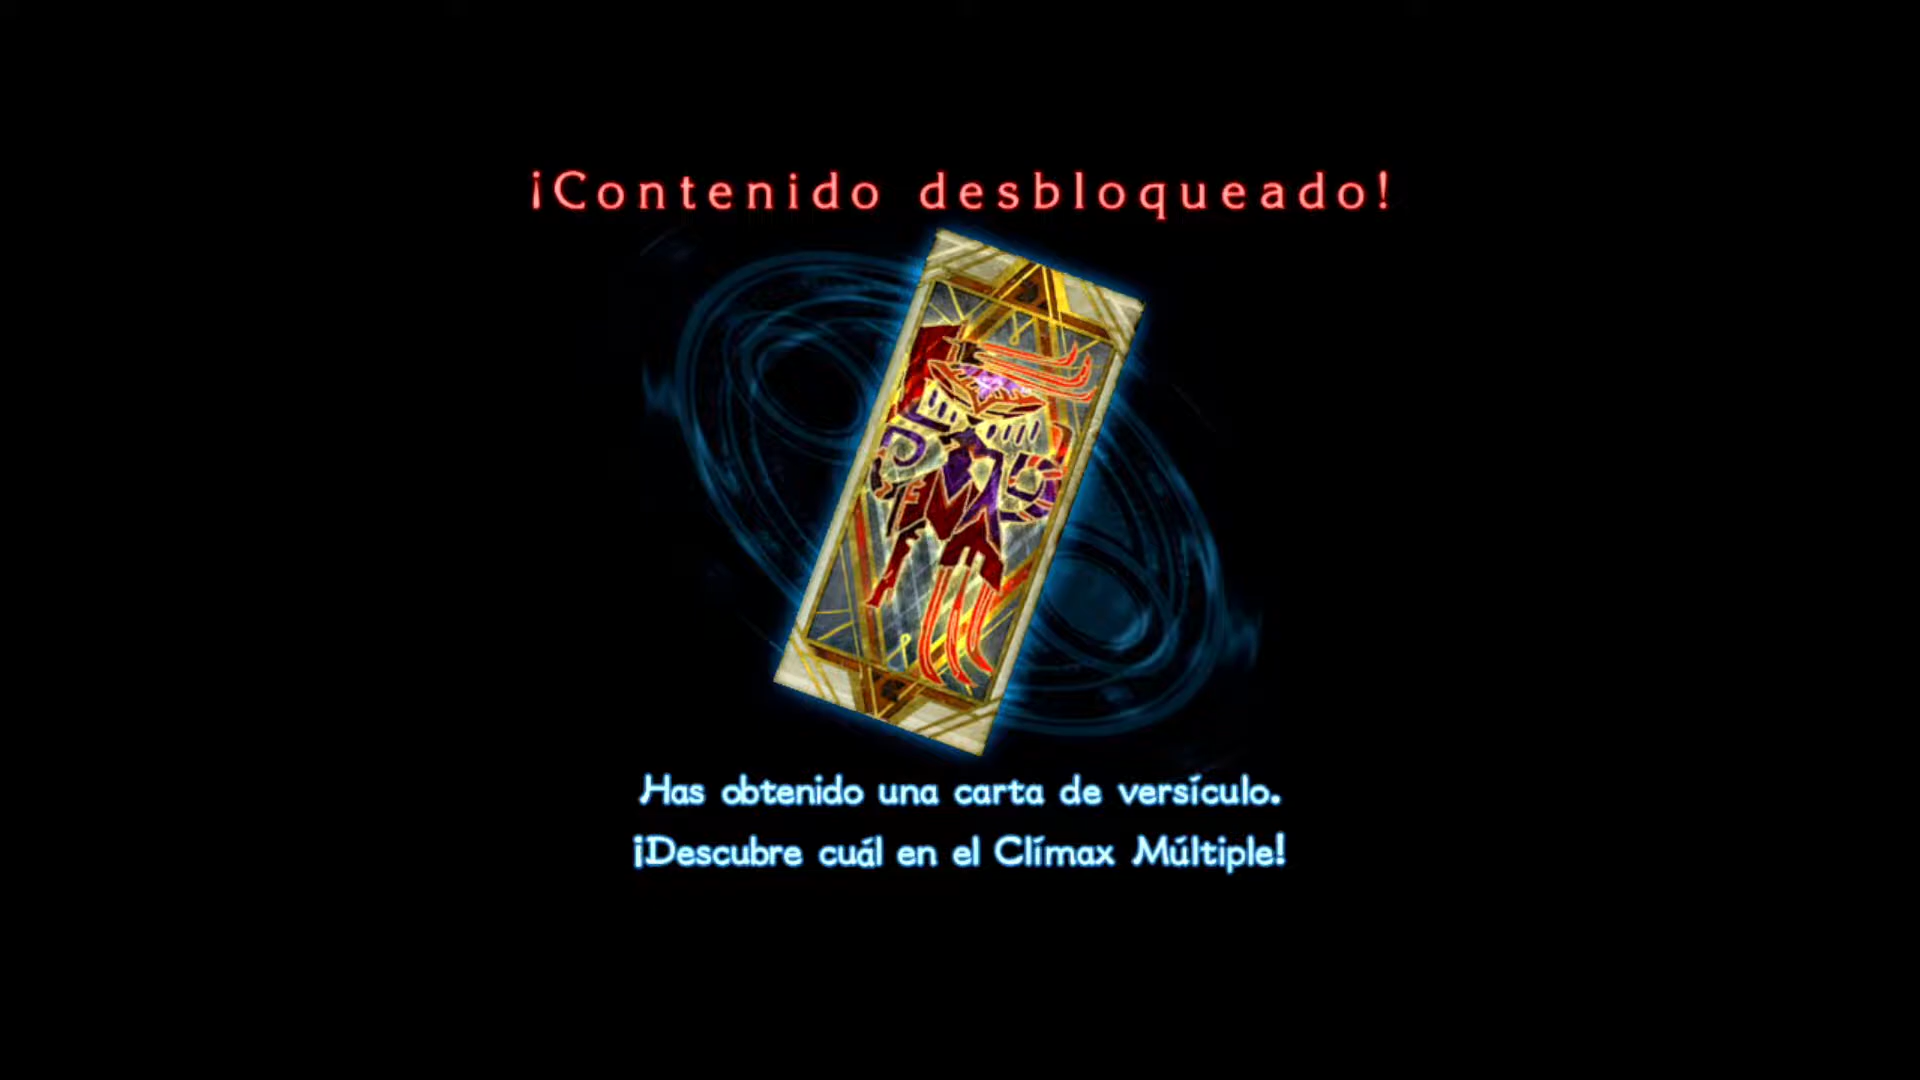 ¡Contenido desbloqueado!
Has obtenido una carta de versículo.
¡Descubre cuál en el Clímax Múltiple!